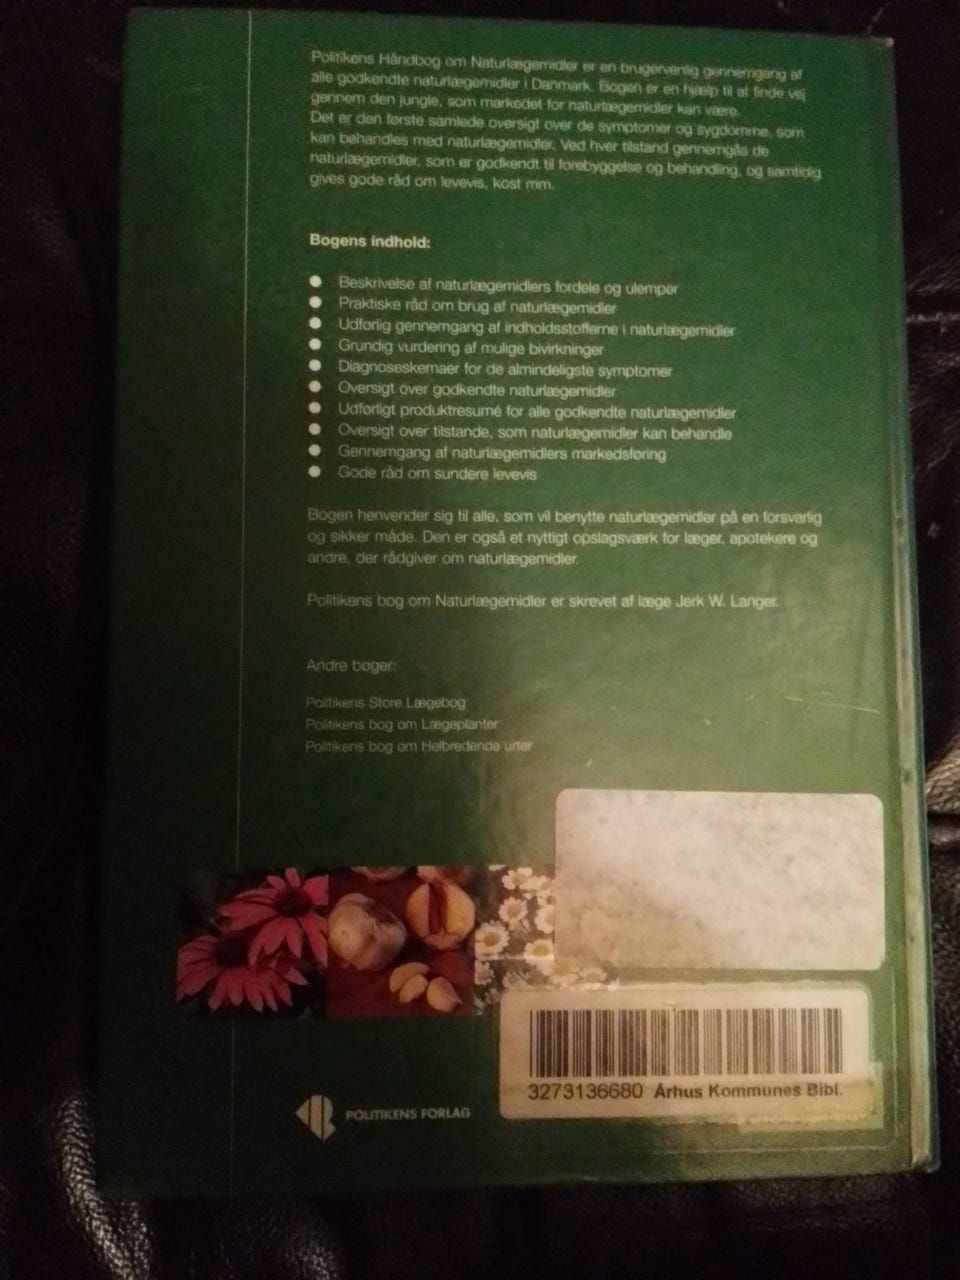 Politikens Håndbog om Naturlægemidler er en brugervenlig gennemgang af
alle godkendte naturlægemidler i Danmark. Bogen er en hjælp til at finde vej
gennem den jungle, som markedet for naturlægemidler kan være.
Det er den første samlede oversigt over de symptomer og sygdomme, som
kan behandles med naturlægemidler. Ved hver tilstand gennemgås de
naturlægemidler, som er godkendt til forebyggelse og behandling, og samtidig
gives gode råd om levevis, kost mm.
Bogens indhold:
● Beskrivelse af naturlægemidlers fordele og ulemper
● Praktiske råd om brug af naturlægemidler
● Udførlig gennemgang af indholdsstofferne i naturlægemidler
● Grundig vurdering af mulige bivirkninger
● Diagnoseskemaer for de almindeligste symptomer
● Oversigt over godkendte naturlægemidler
● Udførligt produktresumé for alle godkendte naturlægemidler
● Oversigt over tilstande, som naturlægemidler kan behandle
● Gennemgang af naturlægemidlers markedsføring
● Gode råd om sundere levevis
Bogen henvender sig til alle, som vil benytte naturlægemidler på en forsvarlig
og sikker måde. Den er også et nyttigt opslagsværk for læger, apotekere og
andre, der rådgiver om naturlægemidler.
Politikens bog om Naturlægemidler er skrevet af læge Jerk W. Langer.
Andre bøger:
Politikens Store Lægebog
Politikens bog om Lægeplanter
Politikens bog om Helbredende urter
3273136680 Århus Kommunes Bibl.
POLITIKENS FORLAG